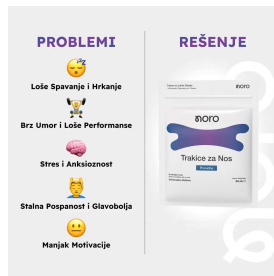 PROBLEMI
Loše Spavanje i Hrkanje
Brz Umor i Loše Performanse
Stres i Anksioznost
Stalna Pospanost i Glavobolja
Manjak Motivacije
REŠENJE
noro
noro
Trakice za Nos